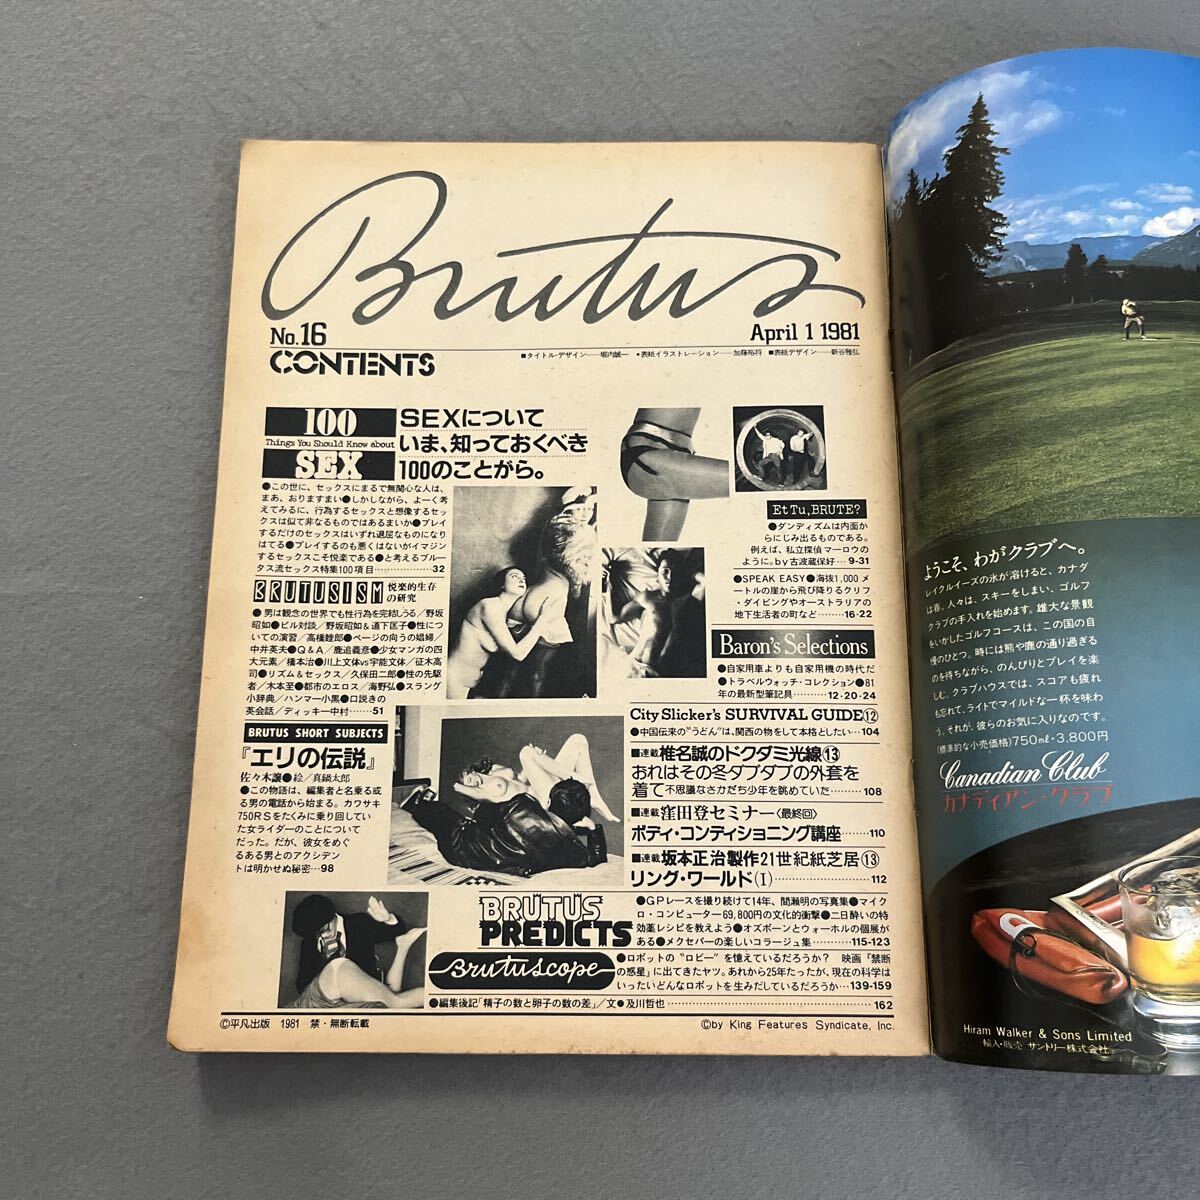 Brutus
No.16
April 1 1981
CONTENTS
■タイトル・デザイン——堀内誠一 ●表紙イラストレーション——加藤裕将 ■表紙デザイン——新谷雅弘
100
Things You Should Know about
SEX
SEXについて
いま、知っておくべき
100のことがら。
●この世に、セックスにまるで無関心な人は、
まあ、おりますまい●しかしながら、よーく考
えてみるに、行為するセックスと想像するセッ
クスは似て非なるものではあるまいか●プレイ
するだけのセックスはいずれ退屈なものになり
はてる●プレイするのも悪くはないがイマジン
するセックスこそ悦楽である●と考えるブルー
タス流セックス特集100項目………………32
BRUTUSISM
悦楽的生存
の研究
●男は観念の世界でも性行為を完結しうる／野坂
昭如●ビル対談／野坂昭如＆道下匡子●性につ
いての演習／高橋睦郎●ページの向うの娼婦／
中井英夫●Q＆A／鹿追義彦●少女マンガの四
大元素／橋本治●川上文体vs宇能文体／征木高
司●リズム＆セックス／久保田二郎●性の先駆
者／木本至●都市のエロス／海野弘●スラング
小辞典／ハンマー小黒●口説きの
英会話／ディッキー中村……51
BRUTUS SHORT SUBJECTS
『エリの伝説』
佐々木譲●絵／真鍋太郎
●この物語は、編集者と名乗る或
る男の電話から始まる。カワサキ
750RSをたくみに乗り回してい
た女ライダーのことについて
だった。だが、彼女をめぐ
るある男とのアクシデン
トは明かせぬ秘密…98
Et Tu, BRUTE?
●ダンディズムは内面か
らにじみ出るものである。
例えば、私立探偵マーロウの
ように。by古波蔵保好…9-31
●SPEAK EASY●海抜1,000メ
ートルの崖から飛び降りるクリフ
・ダイビングやオーストラリアの
地下生活者の町など………16-22
Baron's Selections
●自家用車よりも自家用機の時代だ
●トラベルウォッチ・コレクション●81
年の最新型筆記具…………12・20・24
City Slicker's SURVIVAL GUIDE⑫
●中国伝来の“うどん”は、関西の物をして本格としたい…104
■連載 椎名誠のドクダミ光線⑬
おれはその冬ダブダブの外套を
着て不思議なさかだち少年を眺めていた………108
■連載 窪田登セミナー〈最終回〉
ボディ・コンディショニング講座……110
■連載 坂本正治製作21世紀紙芝居⑬
リング・ワールド(I)……………112
BRUTUS
PREDICTS
●GPレースを撮り続けて14年、間瀬明の写真集●マイク
ロ・コンピューター69,800円の文化的衝撃●二日酔いの特
効薬レシピを教えよう●オズボーンとウォーホルの個展が
ある●メクセパーの楽しいコラージュ集…………115-123
Brutuscope
●ロボットの“ロビー”を憶えているだろうか？ 映画『禁断
の惑星』に出てきたヤツ。あれから25年たったが、現在の科学は
いったいどんなロボットを生みだしているだろうか…139-159
●編集後記「精子の数と卵子の数の差」／文●及川哲也……………………162
©平凡出版 1981 禁・無断転載
©by King Features Syndicate, Inc.
ようこそ、わがクラブへ。
レイクルイーズの氷が溶けると、カナダ
は春。人々は、スキーをしまい、ゴルフ
クラブの手入れを始めます。雄大な景観
をいかしたゴルフコースは、この国の自
慢のひとつ。時には熊や鹿の通り過ぎる
のを待ちながら、のんびりとプレイを楽
しむ。クラブハウスでは、スコアも疲れ
も忘れて、ライトでマイルドな一杯を味わ
う。それが、彼らのお気に入りなのです。
(標準的な小売価格)750ml・3,800円
Canadian Club
カナディアン・クラブ
Hiram Walker & Sons Limited
輸入・販売 サントリー株式会社